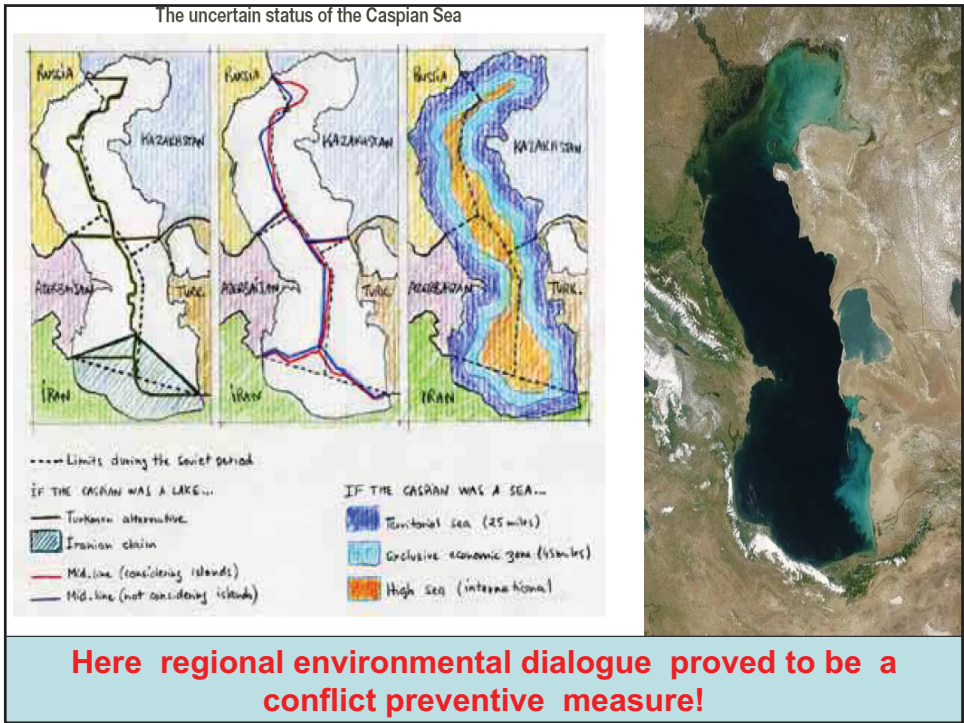 The uncertain status of the Caspian Sea
RUSSIA
KAZAKHSTAN
AZERBAIJAN
TURK.
IRAN
RUSSIA
KAZAKHSTAN
AZERBAIJAN
TURK.
IRAN
RUSSIA
KAZAKHSTAN
AZERBAIJAN
TURK.
IRAN
Limits during the Soviet period
IF THE CASPIAN WAS A LAKE...
Turkmen alternative
Iranian claim
Mid.line (considering islands)
Mid.line (not considering islands)
IF THE CASPIAN WAS A SEA...
Territorial sea (25 miles)
Exclusive economic zone (45 miles)
High sea (international)
Here regional environmental dialogue proved to be a
conflict preventive measure!